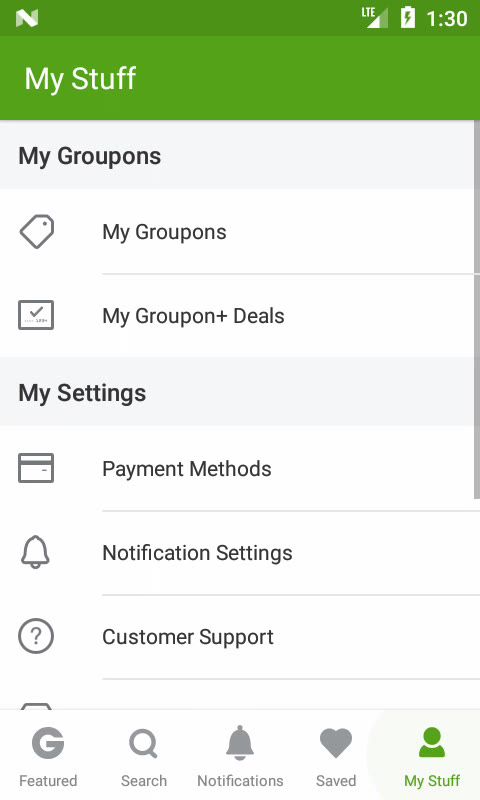 LTE 1:30
My Stuff
My Groupons
My Groupons
My Groupon+ Deals
My Settings
Payment Methods
Notification Settings
Customer Support
Featured
Search
Notifications
Saved
My Stuff